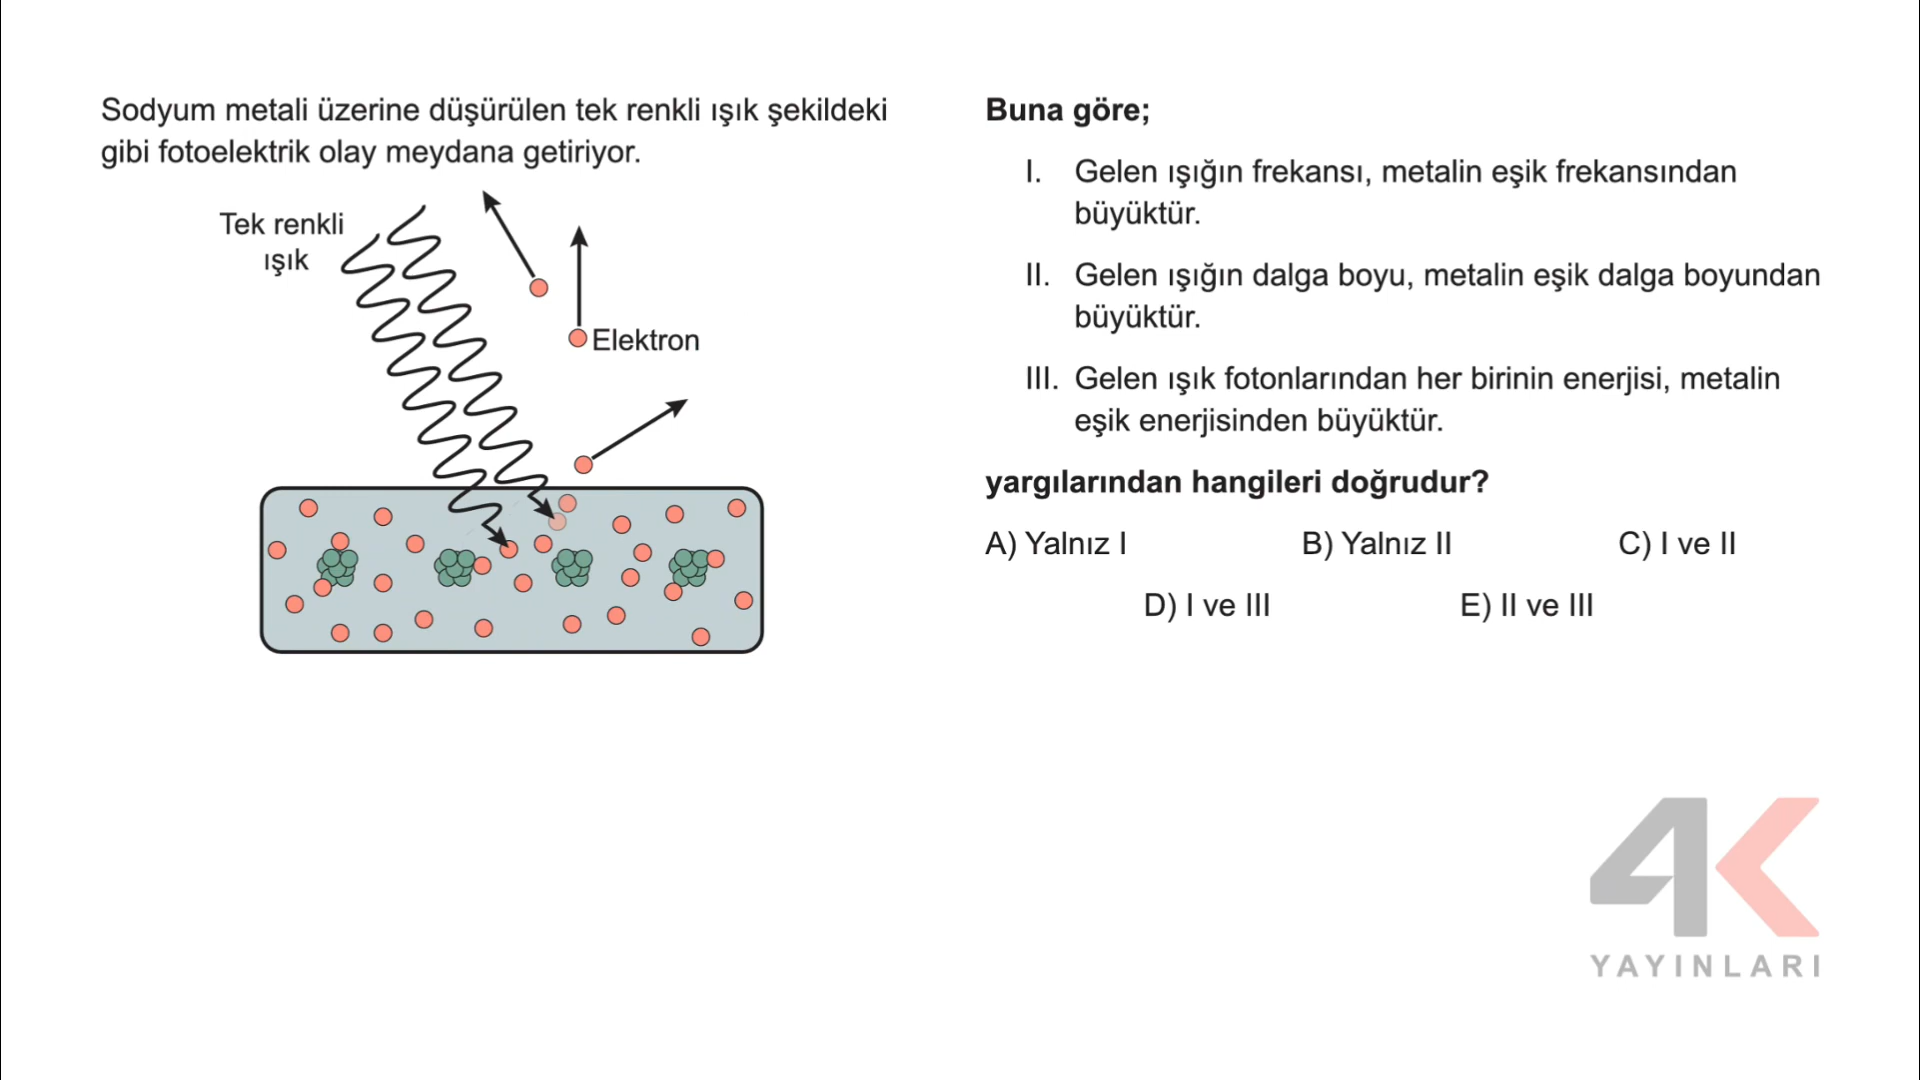 Sodyum metali üzerine düşürülen tek renkli ışık şekildeki
gibi fotoelektrik olay meydana getiriyor.
Tek renkli
ışık
Elektron
Buna göre;
I. Gelen ışığın frekansı, metalin eşik frekansından
büyüktür.
II. Gelen ışığın dalga boyu, metalin eşik dalga boyundan
büyüktür.
III. Gelen ışık fotonlarından her birinin enerjisi, metalin
eşik enerjisinden büyüktür.
yargılarından hangileri doğrudur?
A) Yalnız I B) Yalnız II C) I ve II
D) I ve III E) II ve III
4K
YAYINLARI